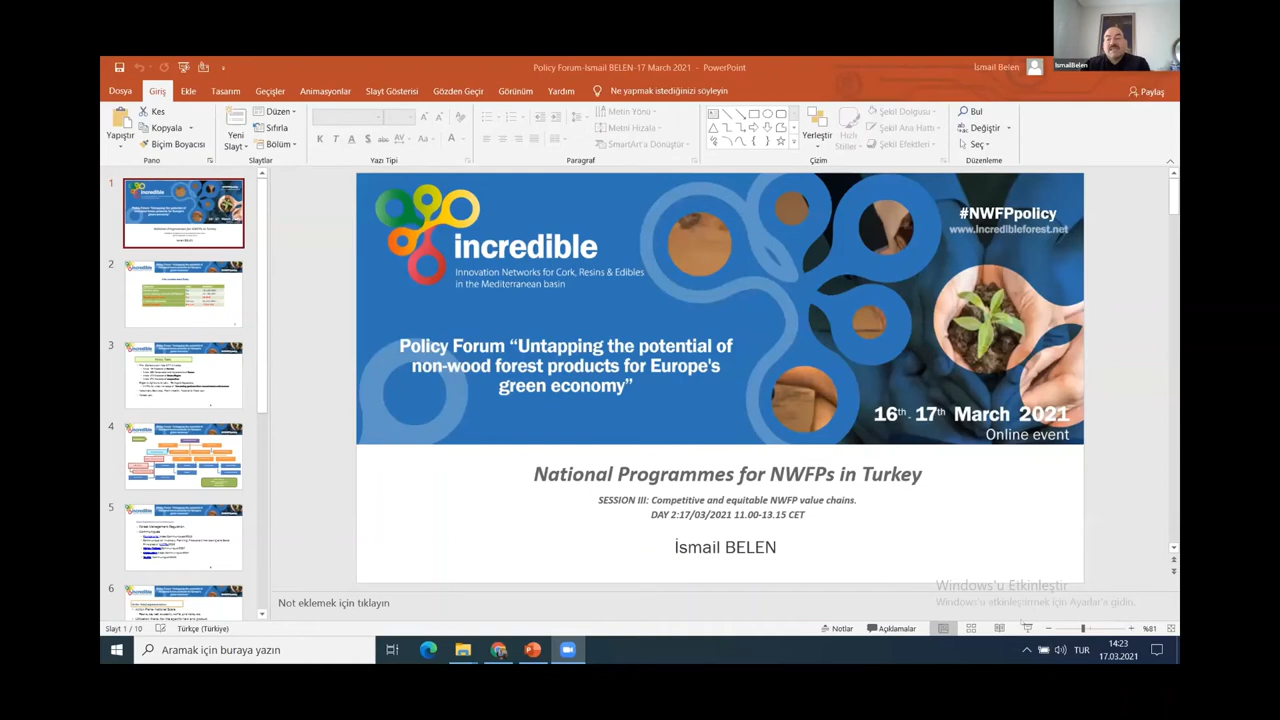 İsmailBelen
Policy Forum-Ismail BELEN-17 March 2021 - PowerPoint
İsmail Belen
Dosya Giriş Ekle Tasarım Geçişler Animasyonlar Slayt Gösterisi Gözden Geçir Görünüm Yardım Ne yapmak istediğinizi söyleyin Paylaş
Yapıştır
Kes
Kopyala
Biçim Boyacısı
Pano
Yeni
Slayt
Düzen
Sıfırla
Bölüm
Slaytlar
Yazı Tipi
Metin Yönü
Metni Hizala
SmartArt'a Dönüştür
Paragraf
Yerleştir
Hızlı
Stiller
Şekil Dolgusu
Şekil Ana Hattı
Şekil Efektleri
Çizim
Bul
Değiştir
Seç
Düzenleme
1
2
3
4
5
6
incredible
Innovation Networks for Cork, Resins & Edibles
in the Mediterranean basin
#NWFPpolicy
www.incredibleforest.net
Policy Forum “Untapping the potential of
non-wood forest products for Europe's
green economy”
16th- 17th March 2021
Online event
National Programmes for NWFPs in Turkey
SESSION III: Competitive and equitable NWFP value chains.
DAY 2:17/03/2021 11.00-13.15 CET
İsmail BELEN
Windows'u Etkinleştir
Windows'u etkinleştirmek için Ayarlar'a gidin.
Not eklemek için tıklayın
Slayt 1 / 10 Türkçe (Türkiye) Notlar Açıklamalar %81
Aramak için buraya yazın
TUR
14:23
17.03.2021